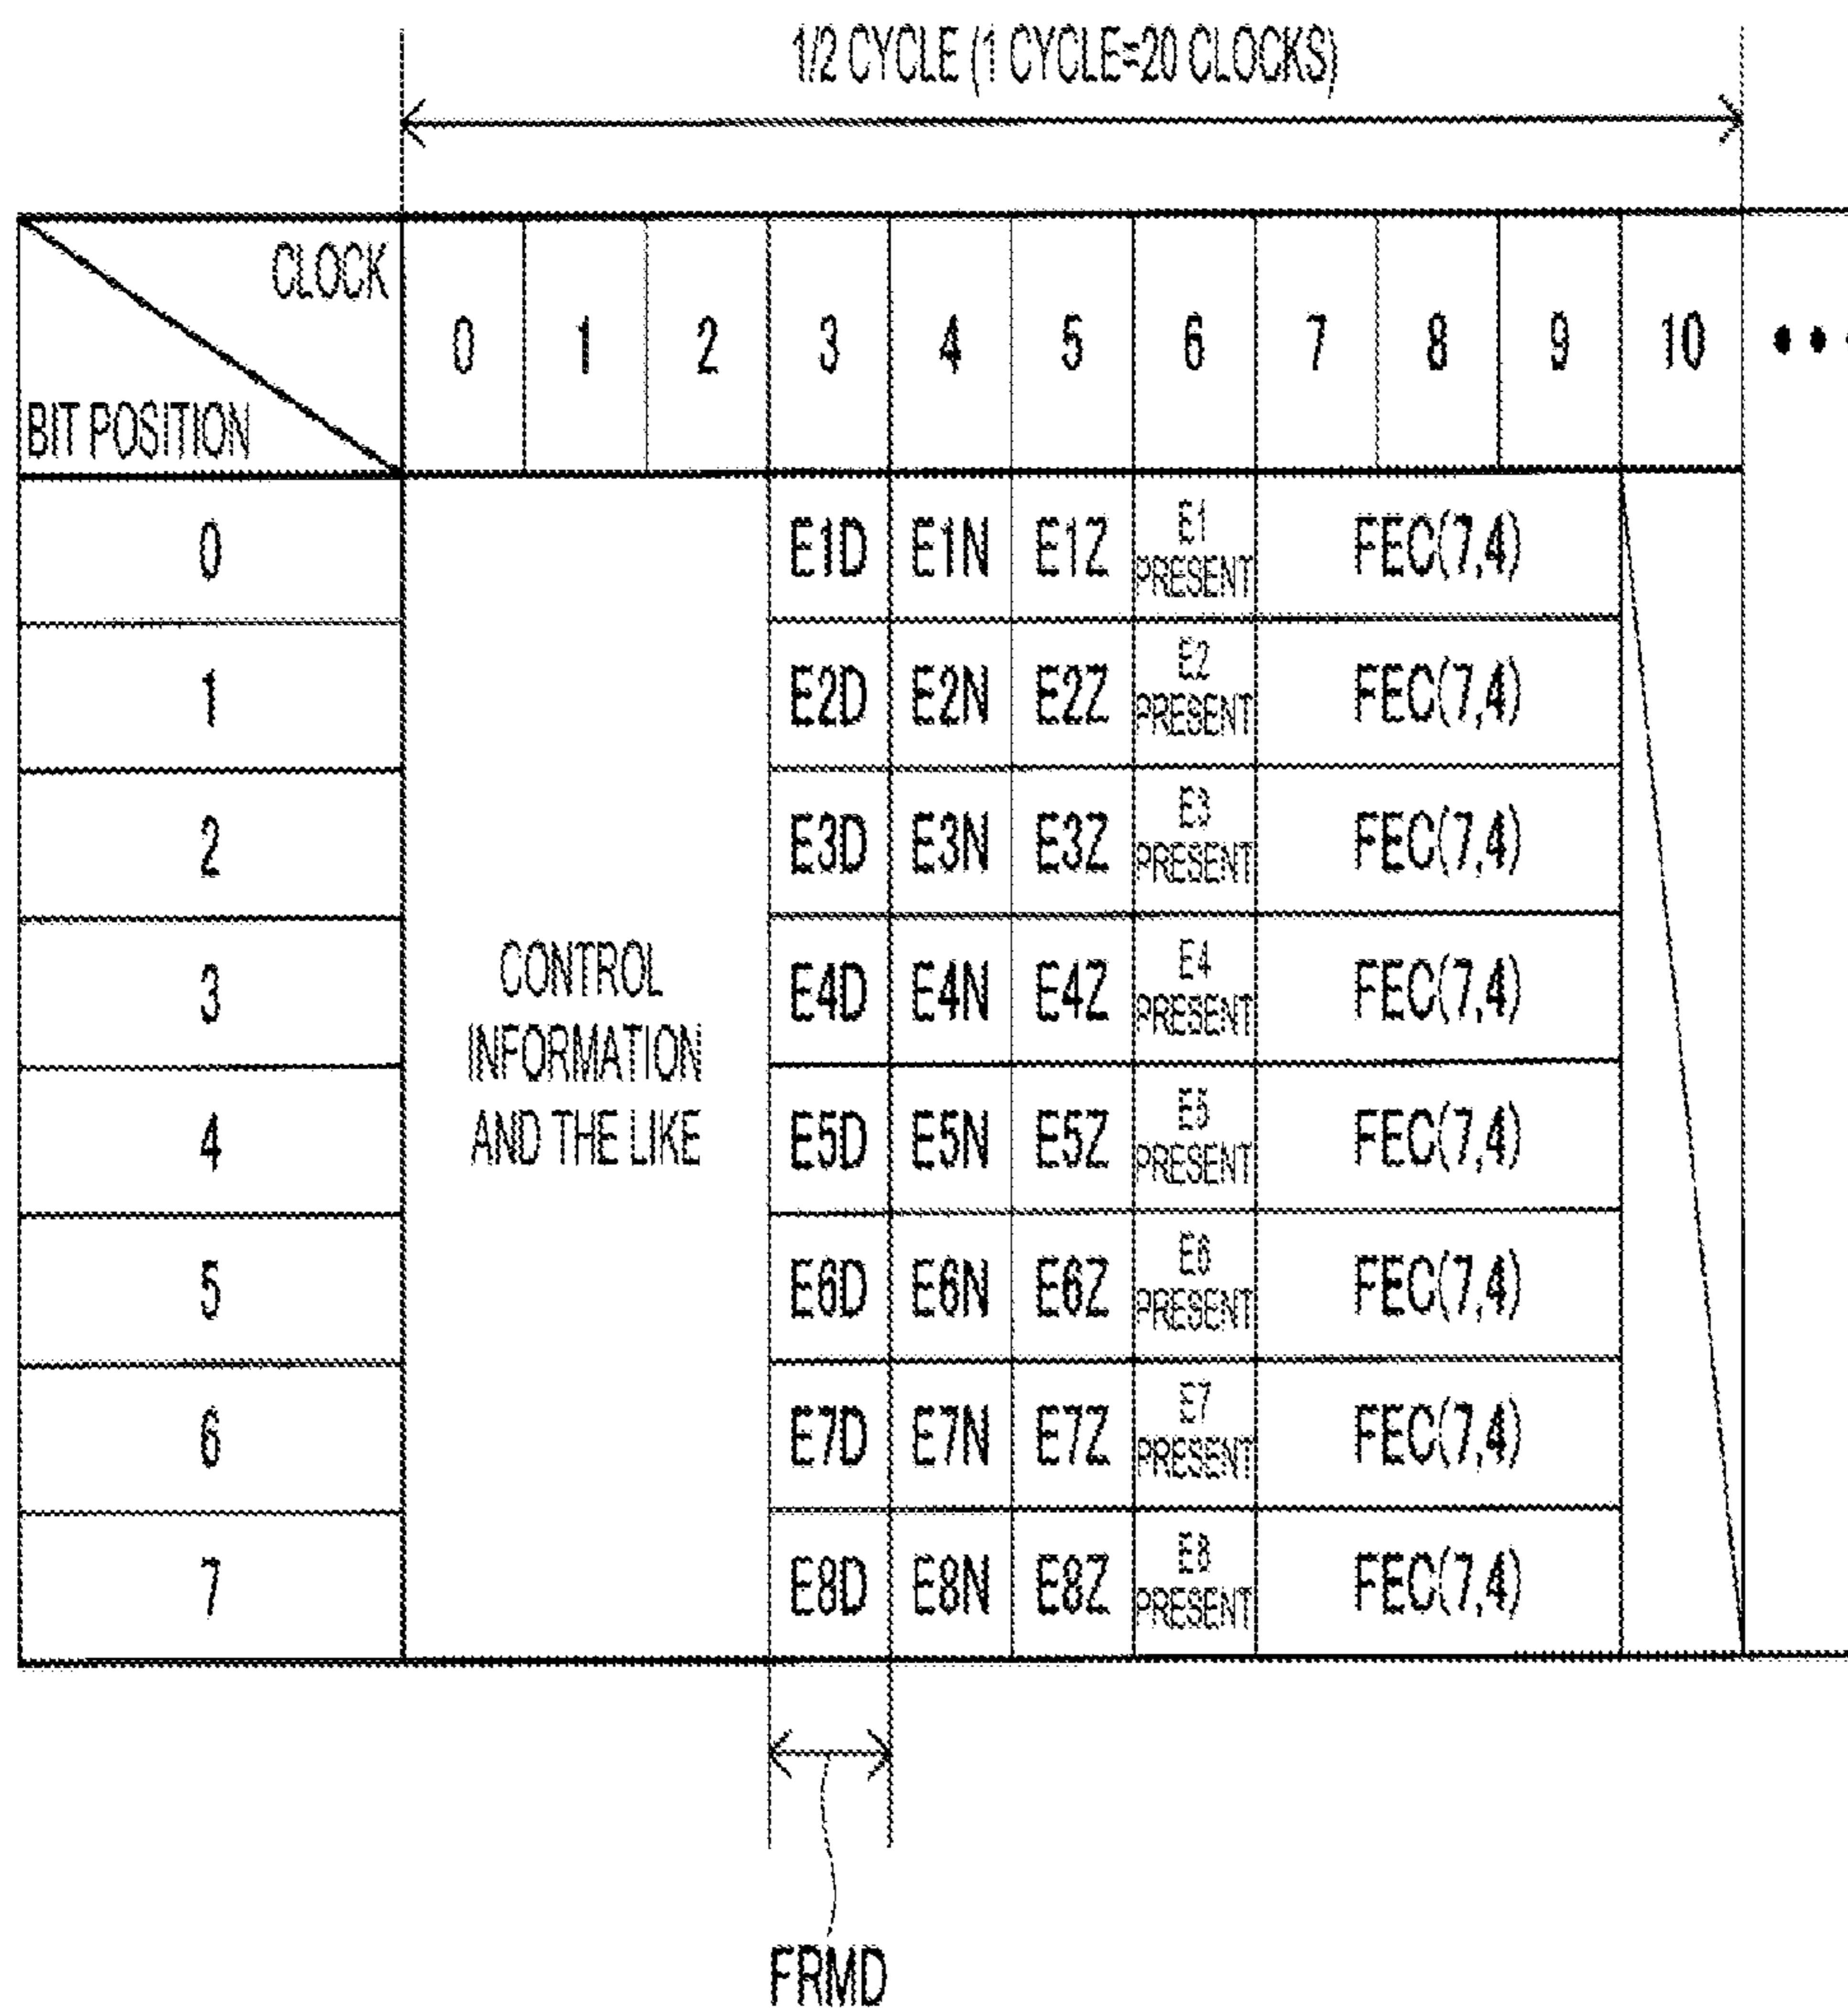 1/2 CYCLE (1 CYCLE=20 CLOCKS)
CLOCK
BIT POSITION
0 1 2 3 4 5 6 7 8 9 10 •••
0 E1D E1N E1Z E1 PRESENT FEC(7,4)
1 E2D E2N E2Z E2 PRESENT FEC(7,4)
2 E3D E3N E3Z E3 PRESENT FEC(7,4)
3 E4D E4N E4Z E4 PRESENT FEC(7,4)
CONTROL
INFORMATION
AND THE LIKE
4 E5D E5N E5Z E5 PRESENT FEC(7,4)
5 E6D E6N E6Z E6 PRESENT FEC(7,4)
6 E7D E7N E7Z E7 PRESENT FEC(7,4)
7 E8D E8N E8Z E8 PRESENT FEC(7,4)
FRMD